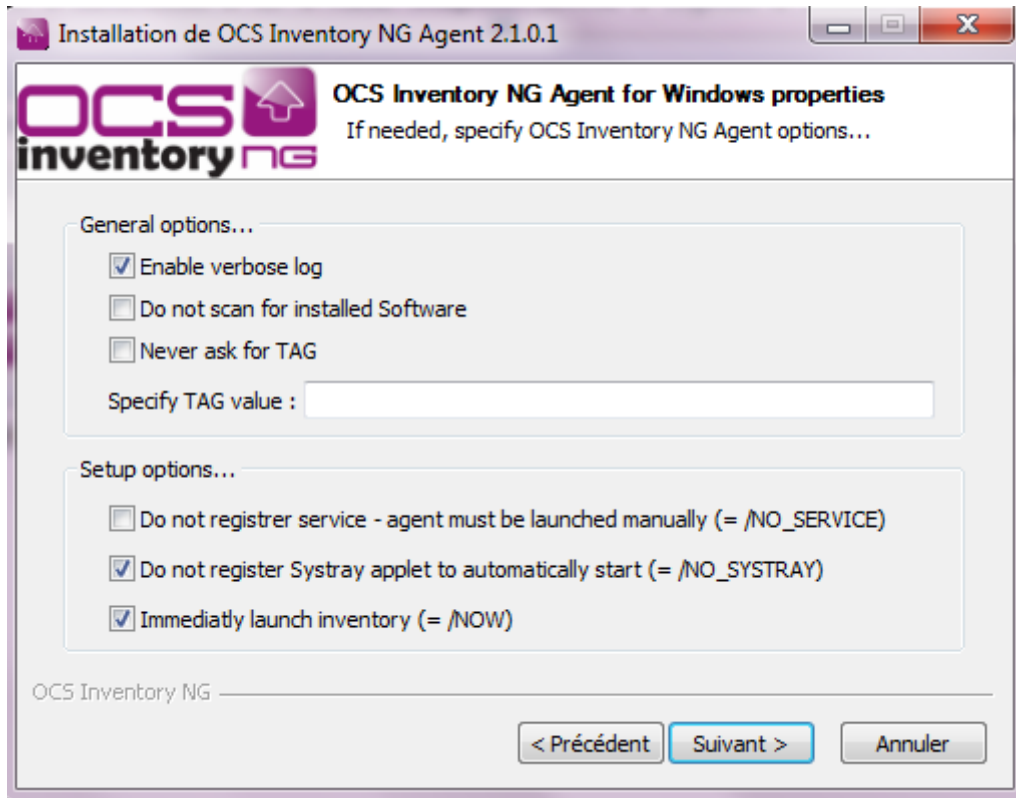 Installation de OCS Inventory NG Agent 2.1.0.1
OCS inventory NG
OCS Inventory NG Agent for Windows properties
If needed, specify OCS Inventory NG Agent options...
General options...
Enable verbose log
Do not scan for installed Software
Never ask for TAG
Specify TAG value :
Setup options...
Do not registrer service - agent must be launched manually (= /NO_SERVICE)
Do not register Systray applet to automatically start (= /NO_SYSTRAY)
Immediatly launch inventory (= /NOW)
OCS Inventory NG
< Précédent Suivant > Annuler